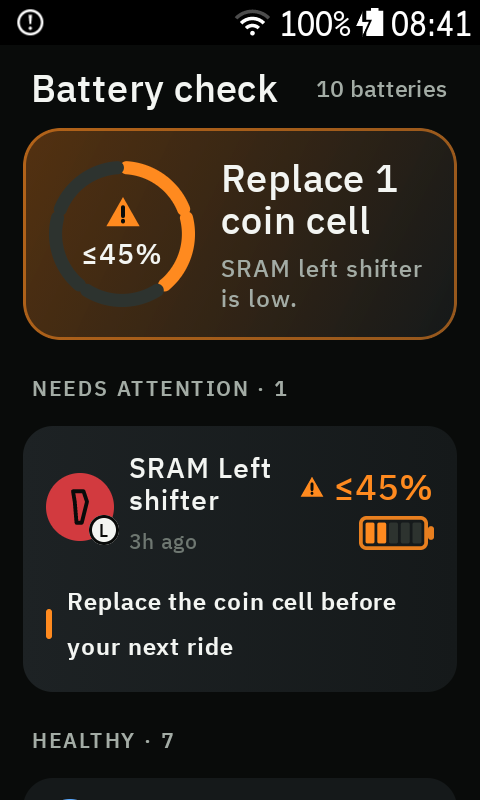 100% 08:41
Battery check 10 batteries
Replace 1
coin cell
≤45%
SRAM left shifter
is low.
NEEDS ATTENTION · 1
SRAM Left
shifter
≤45%
L
3h ago
Replace the coin cell before
your next ride
HEALTHY · 7